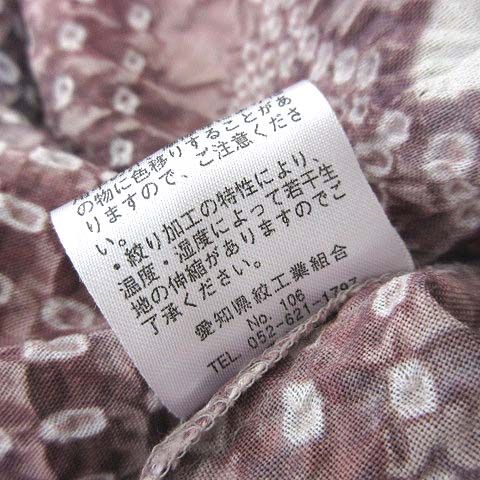 の物に色移りすることがあ
りますので、ご注意くださ
い。
・絞り加工の特性により、
温度・湿度によって若干生
地の伸縮がありますのでご
了承ください。
愛知県絞工業組合
No. 106
TEL. 052-621-1797